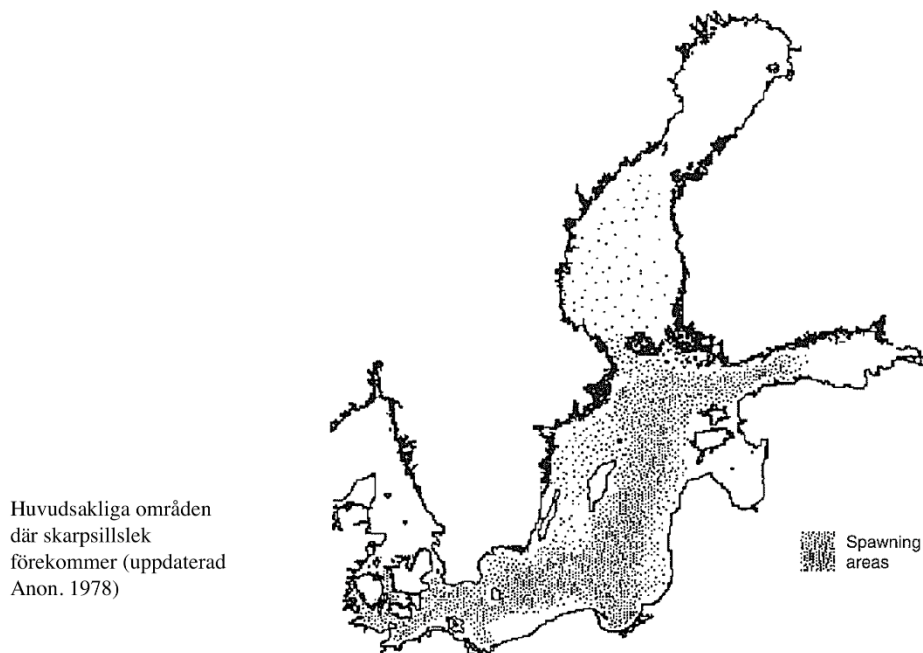 Huvudsakliga områden
där skarpsillslek
förekommer (uppdaterad
Anon. 1978)
Spawning
areas